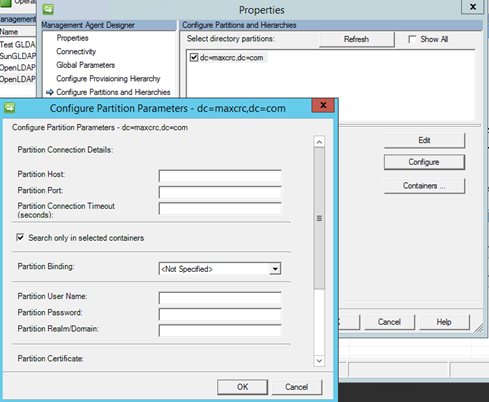 Opera
Properties
anagement
Name
Test GLDA
SunGLDAP
OpenLDAP
OpenLDAP
Management Agent Designer
Properties
Connectivity
Global Parameters
Configure Provisioning Hierarchy
Configure Partitions and Hierarchies
Configure Partitions and Hierarchies
Select directory partitions:
Refresh
Show All
dc=maxcrc,dc=com
Edit
Configure
Containers ...
Cancel
Help
Configure Partition Parameters - dc=maxcrc,dc=com
Configure Partition Parameters - dc=maxcrc,dc=com
Partition Connection Details:
Partition Host:
Partition Port:
Partition Connection Timeout
(seconds):
Search only in selected containers
Partition Binding:
<Not Specified>
Partition User Name:
Partition Password:
Partition Realm/Domain:
Partition Certificate:
OK
Cancel